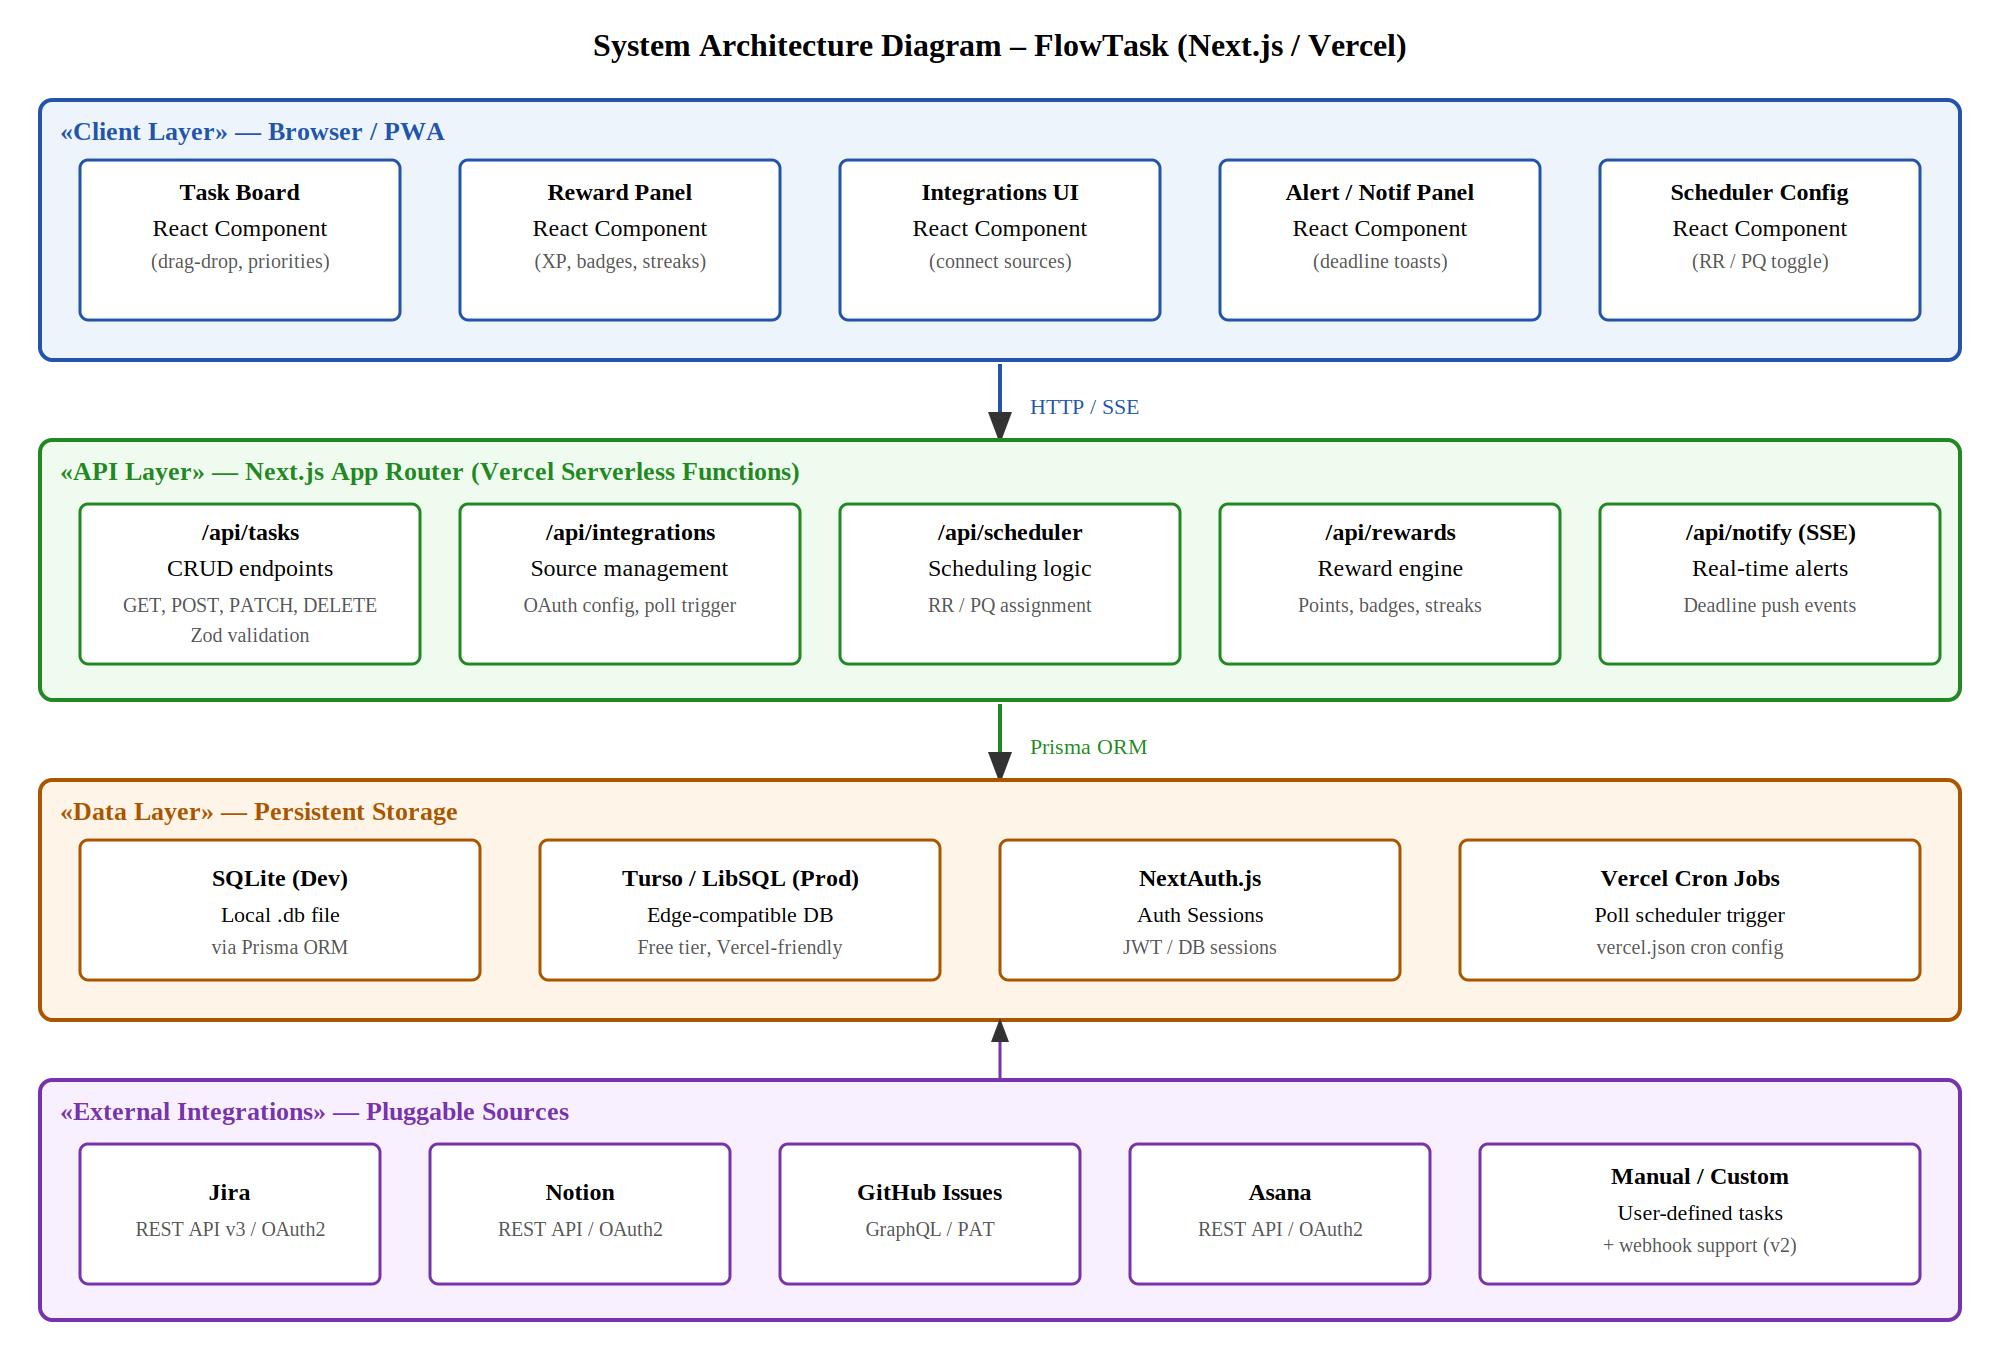 System Architecture Diagram – FlowTask (Next.js / Vercel)
«Client Layer» — Browser / PWA
Task Board
React Component
(drag-drop, priorities)
Reward Panel
React Component
(XP, badges, streaks)
Integrations UI
React Component
(connect sources)
Alert / Notif Panel
React Component
(deadline toasts)
Scheduler Config
React Component
(RR / PQ toggle)
HTTP / SSE
«API Layer» — Next.js App Router (Vercel Serverless Functions)
/api/tasks
CRUD endpoints
GET, POST, PATCH, DELETE
Zod validation
/api/integrations
Source management
OAuth config, poll trigger
/api/scheduler
Scheduling logic
RR / PQ assignment
/api/rewards
Reward engine
Points, badges, streaks
/api/notify (SSE)
Real-time alerts
Deadline push events
Prisma ORM
«Data Layer» — Persistent Storage
SQLite (Dev)
Local .db file
via Prisma ORM
Turso / LibSQL (Prod)
Edge-compatible DB
Free tier, Vercel-friendly
NextAuth.js
Auth Sessions
JWT / DB sessions
Vercel Cron Jobs
Poll scheduler trigger
vercel.json cron config
«External Integrations» — Pluggable Sources
Jira
REST API v3 / OAuth2
Notion
REST API / OAuth2
GitHub Issues
GraphQL / PAT
Asana
REST API / OAuth2
Manual / Custom
User-defined tasks
+ webhook support (v2)